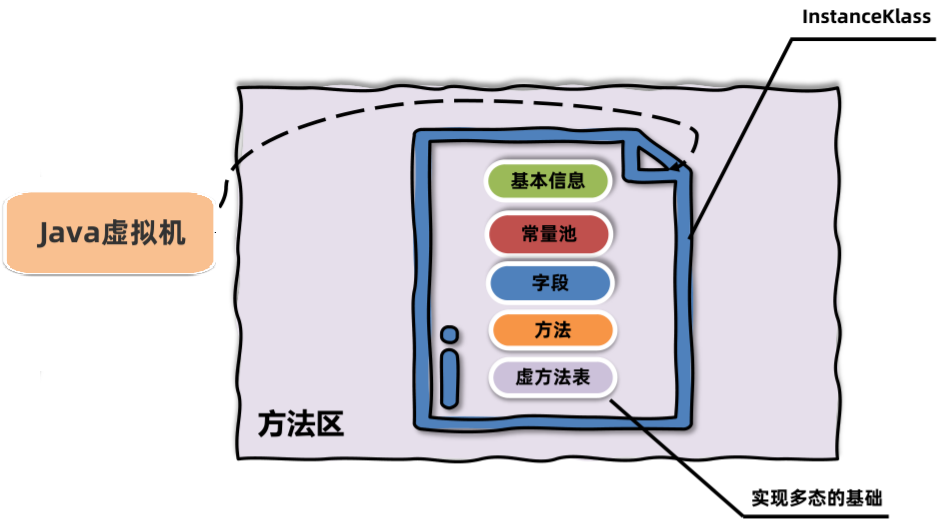 InstanceKlass
基本信息
常量池
Java虚拟机
字段
方法
虚方法表
方法区
实现多态的基础